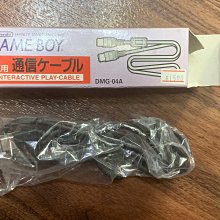 GAME BOY
用 通信ケーブル
INTERACTIVE PLAY-CABLE
DMG-04A